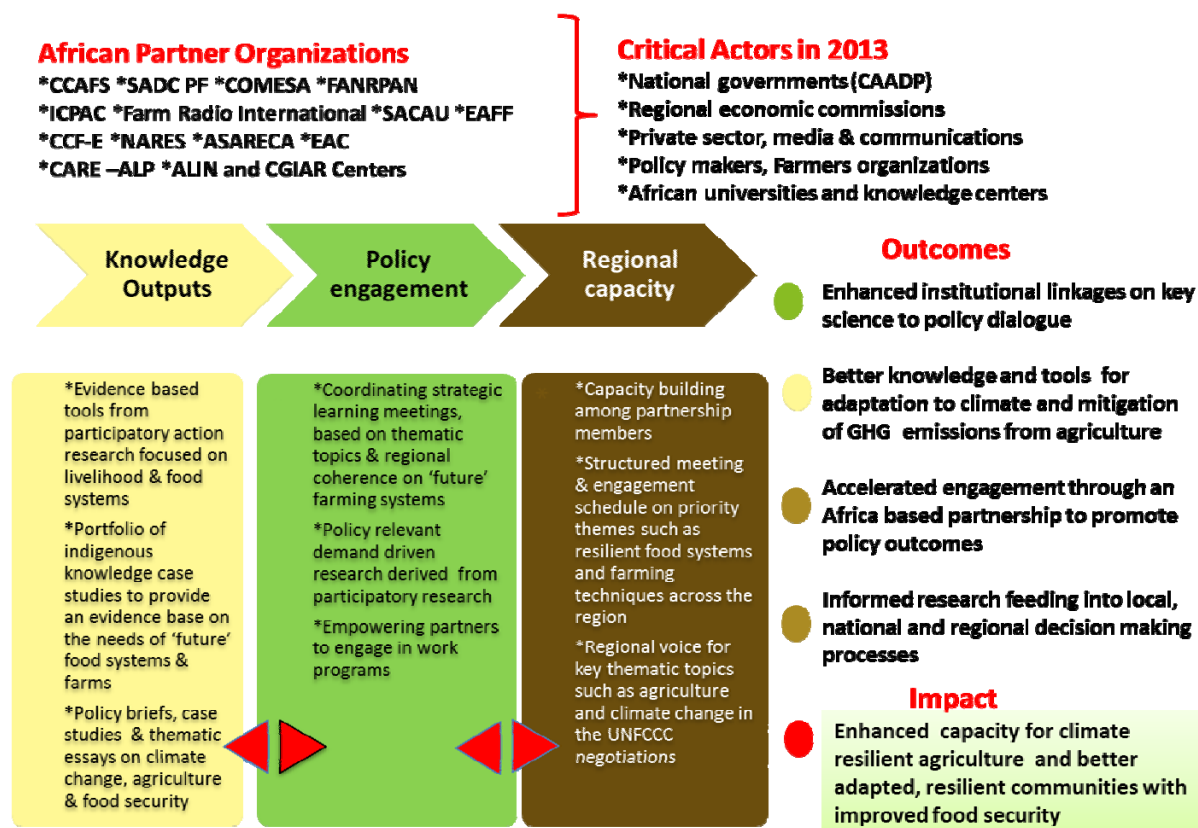 African Partner Organizations
*CCAFS *SADC PF *COMESA *FANRPAN
*ICPAC *Farm Radio International *SACAU *EAFF
*CCF-E *NARES *ASARECA *EAC
*CARE –ALP *ALIN and CGIAR Centers
Critical Actors in 2013
*National governments (CAADP)
*Regional economic commissions
*Private sector, media & communications
*Policy makers, Farmers organizations
*African universities and knowledge centers
Knowledge
Outputs
Policy
engagement
Regional
capacity
*Evidence based
tools from
participatory action
research focused on
livelihood & food
systems
*Portfolio of
indigenous
knowledge case
studies to provide
an evidence base on
the needs of ‘future’
food systems &
farms
*Policy briefs, case
studies & thematic
essays on climate
change, agriculture
& food security
*Coordinating strategic
learning meetings,
based on thematic
topics & regional
coherence on ‘future’
farming systems
*Policy relevant
demand driven
research derived from
participatory research
*Empowering partners
to engage in work
programs
*Capacity building
among partnership
members
*Structured meeting
& engagement
schedule on priority
themes such as
resilient food systems
and farming
techniques across the
region
*Regional voice for
key thematic topics
such as agriculture
and climate change in
the UNFCCC
negotiations
Outcomes
Enhanced institutional linkages on key
science to policy dialogue
Better knowledge and tools for
adaptation to climate and mitigation
of GHG emissions from agriculture
Accelerated engagement through an
Africa based partnership to promote
policy outcomes
Informed research feeding into local,
national and regional decision making
processes
Impact
Enhanced capacity for climate
resilient agriculture and better
adapted, resilient communities with
improved food security